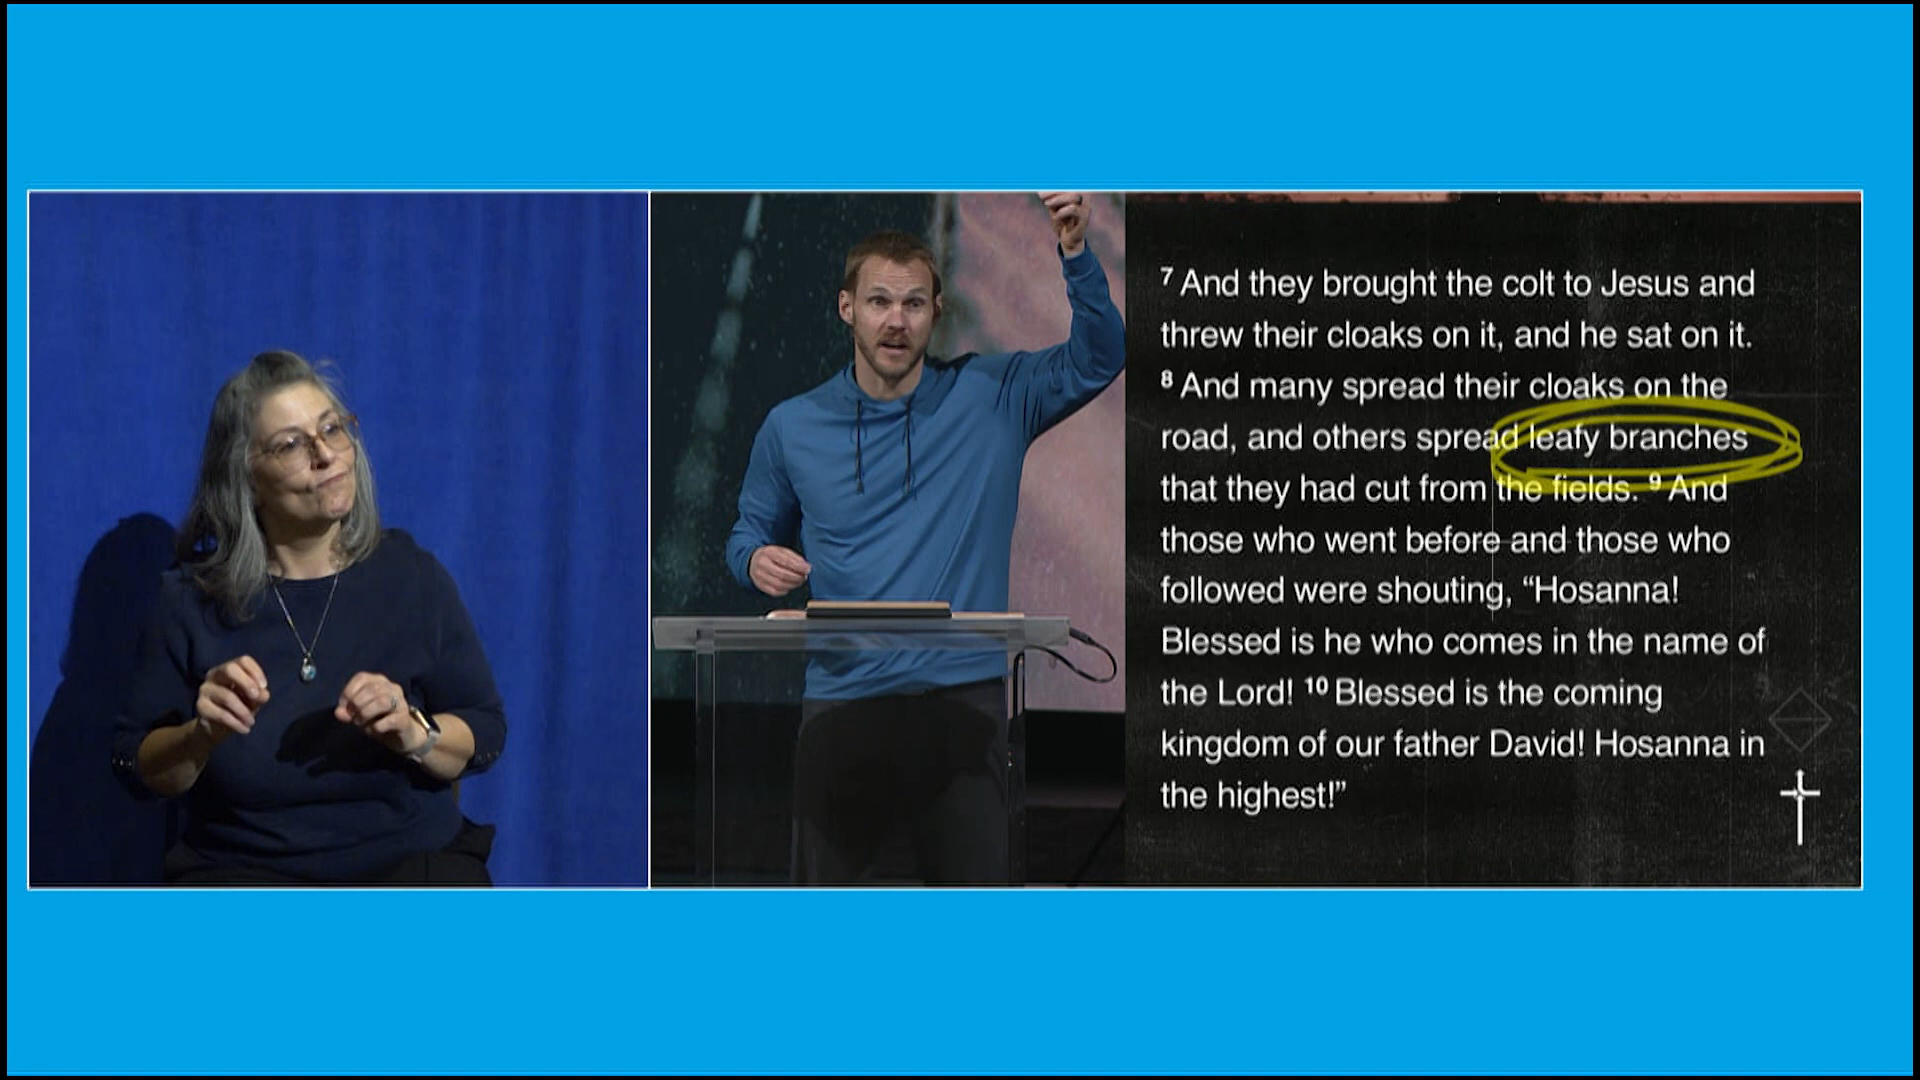 7 And they brought the colt to Jesus and
threw their cloaks on it, and he sat on it.
8 And many spread their cloaks on the
road, and others spread leafy branches
that they had cut from the fields. 9 And
those who went before and those who
followed were shouting, “Hosanna!
Blessed is he who comes in the name of
the Lord! 10 Blessed is the coming
kingdom of our father David! Hosanna in
the highest!”